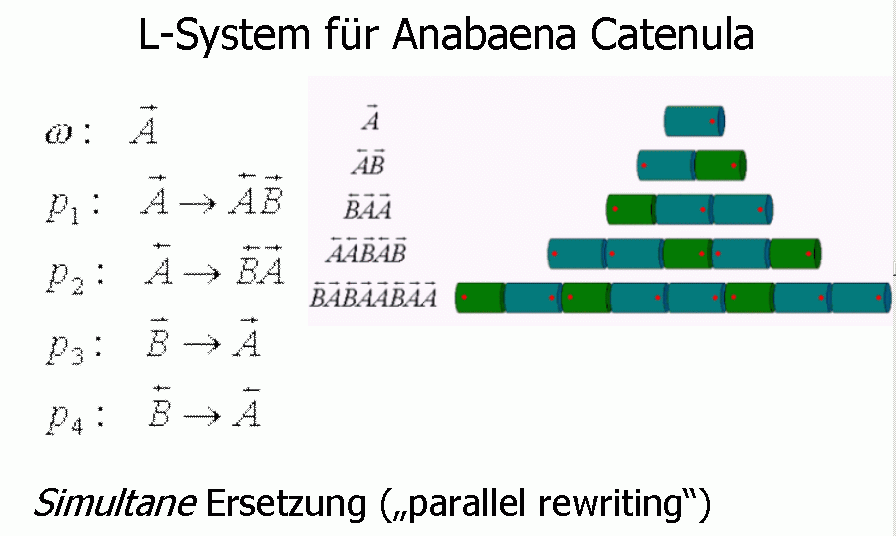 L-System für Anabaena Catenula
ω : A⃗
p₁ : A⃗ → A⃖B⃗
p₂ : A⃖ → B⃖A⃗
p₃ : B⃗ → A⃗
p₄ : B⃖ → A⃖
A⃗
A⃖B⃗
B⃖A⃗A⃗
A⃖A⃖B⃗A⃖B⃗
B⃖A⃗B⃖A⃗A⃗B⃖A⃗A⃗
Simultane Ersetzung („parallel rewriting“)